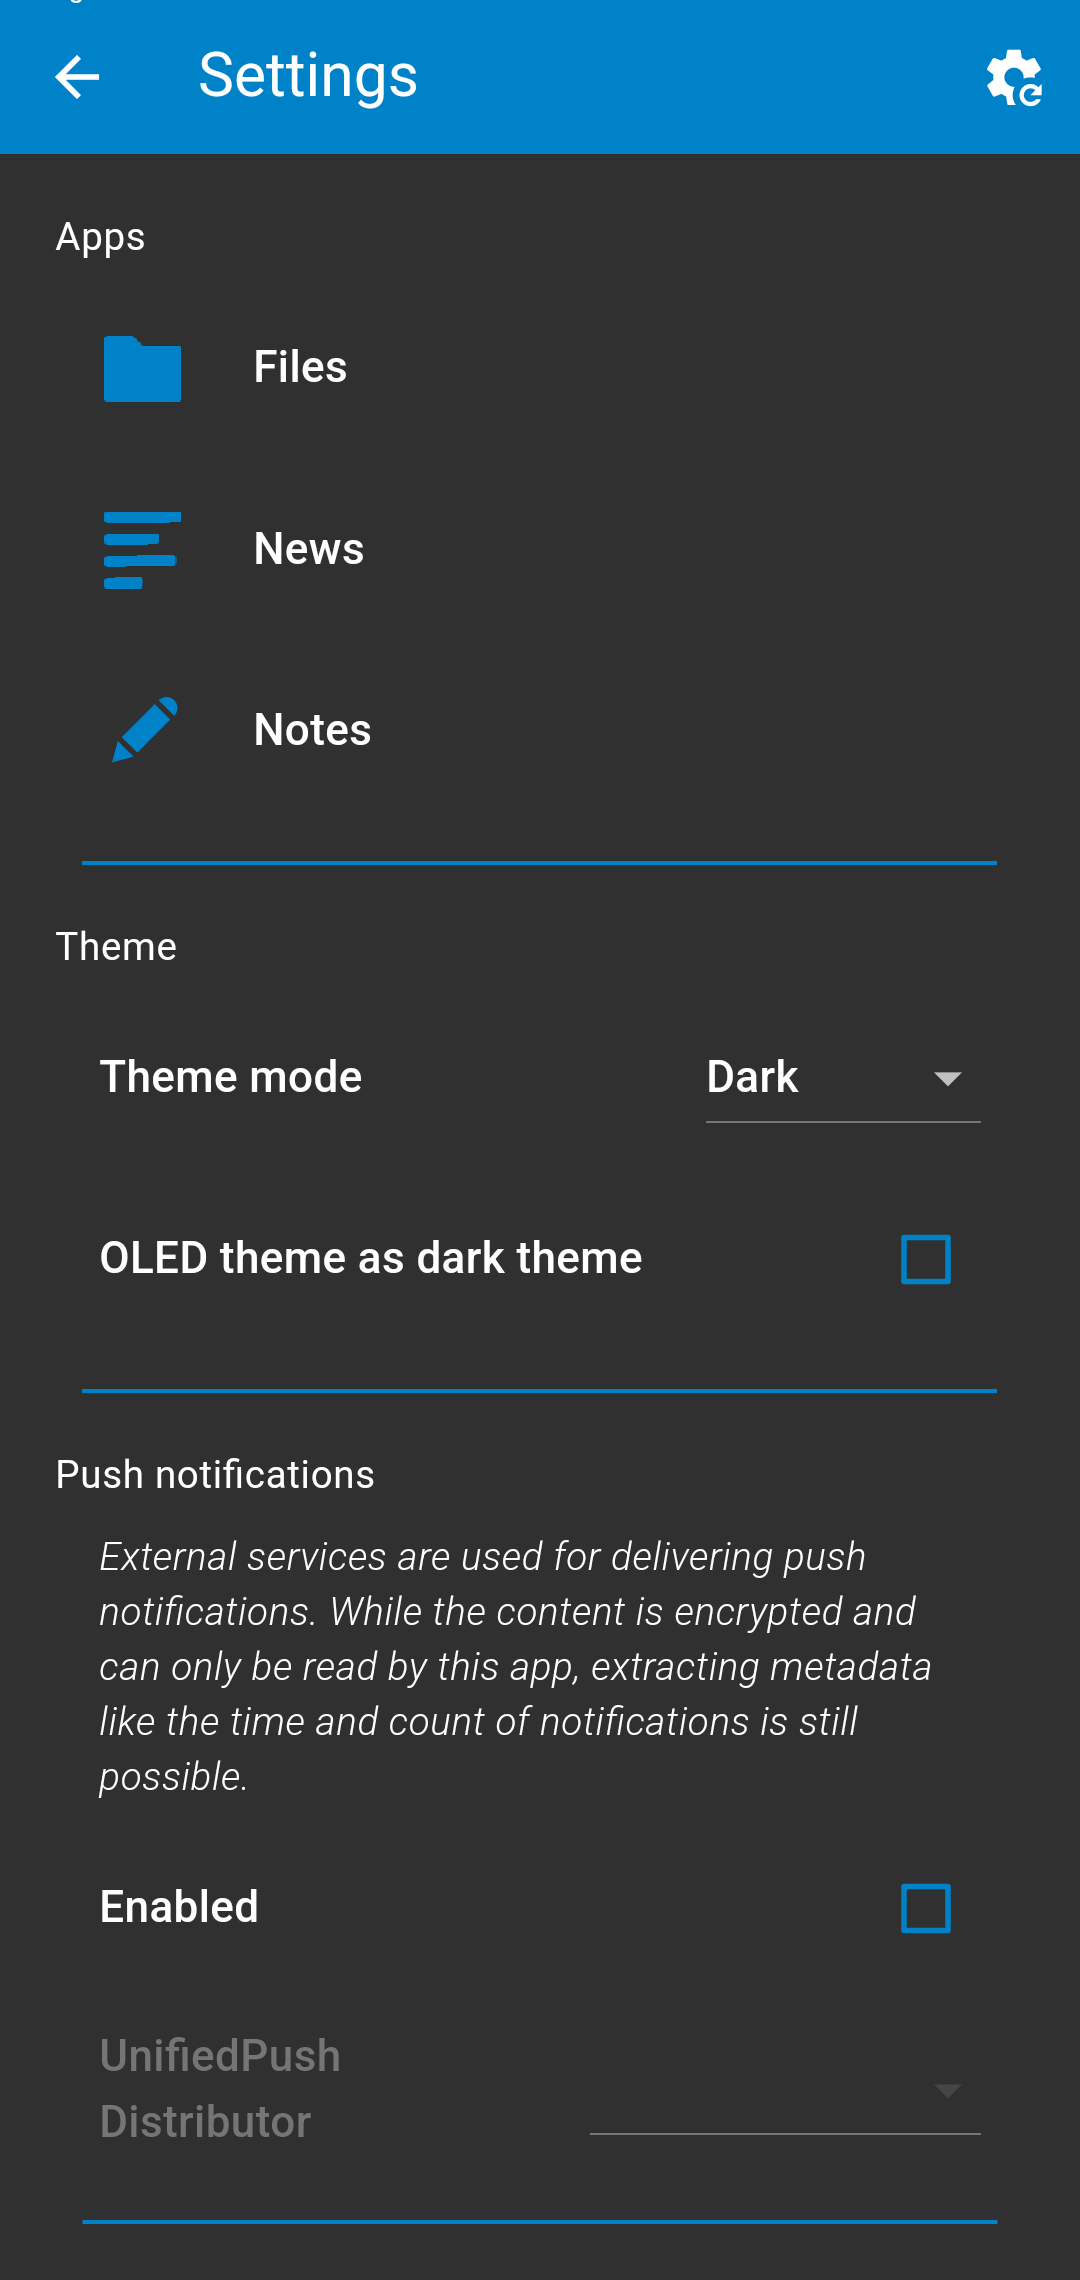 Settings
Apps
Files
News
Notes
Theme
Theme mode
Dark
OLED theme as dark theme
Push notifications
External services are used for delivering push
notifications. While the content is encrypted and
can only be read by this app, extracting metadata
like the time and count of notifications is still
possible.
Enabled
UnifiedPush
Distributor